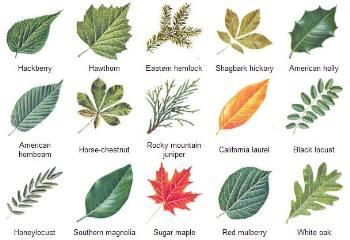 Hackberry
Hawthorn
Eastern hemlock
Shagbark hickory
American holly
American
hornbeam
Horse-chestnut
Rocky mountain
juniper
California laurel
Black locust
Honeylocust
Southern magnolia
Sugar maple
Red mulberry
White oak